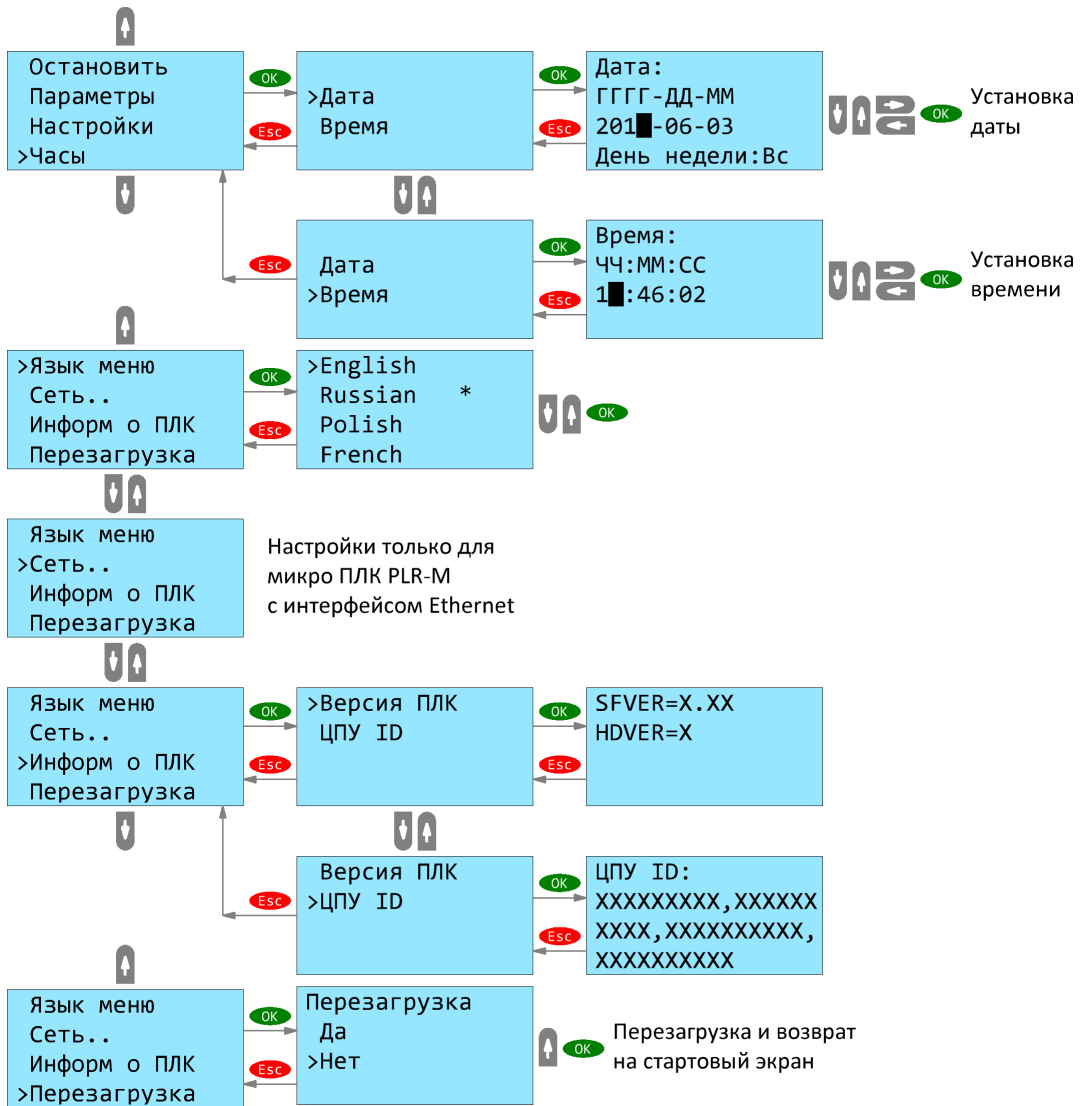 Остановить
Параметры
Настройки
>Часы
OK
Esc
>Дата
Время
OK
Esc
Дата:
ГГГГ-ДД-ММ
201█-06-03
День недели:Вс
OK
Установка
даты
Esc
Дата
>Время
OK
Esc
Время:
ЧЧ:ММ:СС
1█:46:02
OK
Установка
времени
>Язык меню
Сеть..
Информ о ПЛК
Перезагрузка
OK
Esc
>English
Russian *
Polish
French
OK
Язык меню
>Сеть..
Информ о ПЛК
Перезагрузка
Настройки только для
микро ПЛК PLR-M
с интерфейсом Ethernet
Язык меню
Сеть..
>Информ о ПЛК
Перезагрузка
OK
Esc
>Версия ПЛК
ЦПУ ID
OK
Esc
SFVER=X.XX
HDVER=X
Esc
Версия ПЛК
>ЦПУ ID
OK
Esc
ЦПУ ID:
XXXXXXXXX,XXXXXX
XXXX,XXXXXXXXXX,
XXXXXXXXXX
Язык меню
Сеть..
Информ о ПЛК
>Перезагрузка
OK
Esc
Перезагрузка
Да
>Нет
OK
Перезагрузка и возврат
на стартовый экран